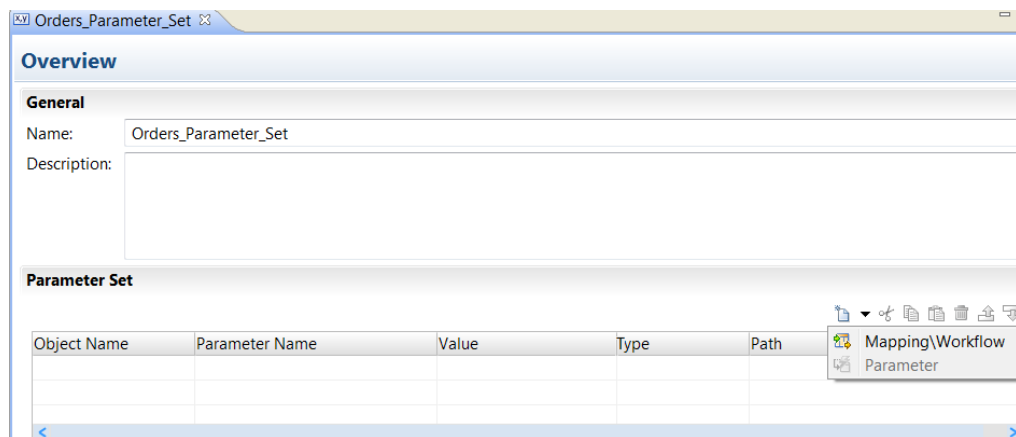 Orders_Parameter_Set
Overview
General
Name: Orders_Parameter_Set
Description:
Parameter Set
Object Name Parameter Name Value Type Path
Mapping\Workflow
Parameter